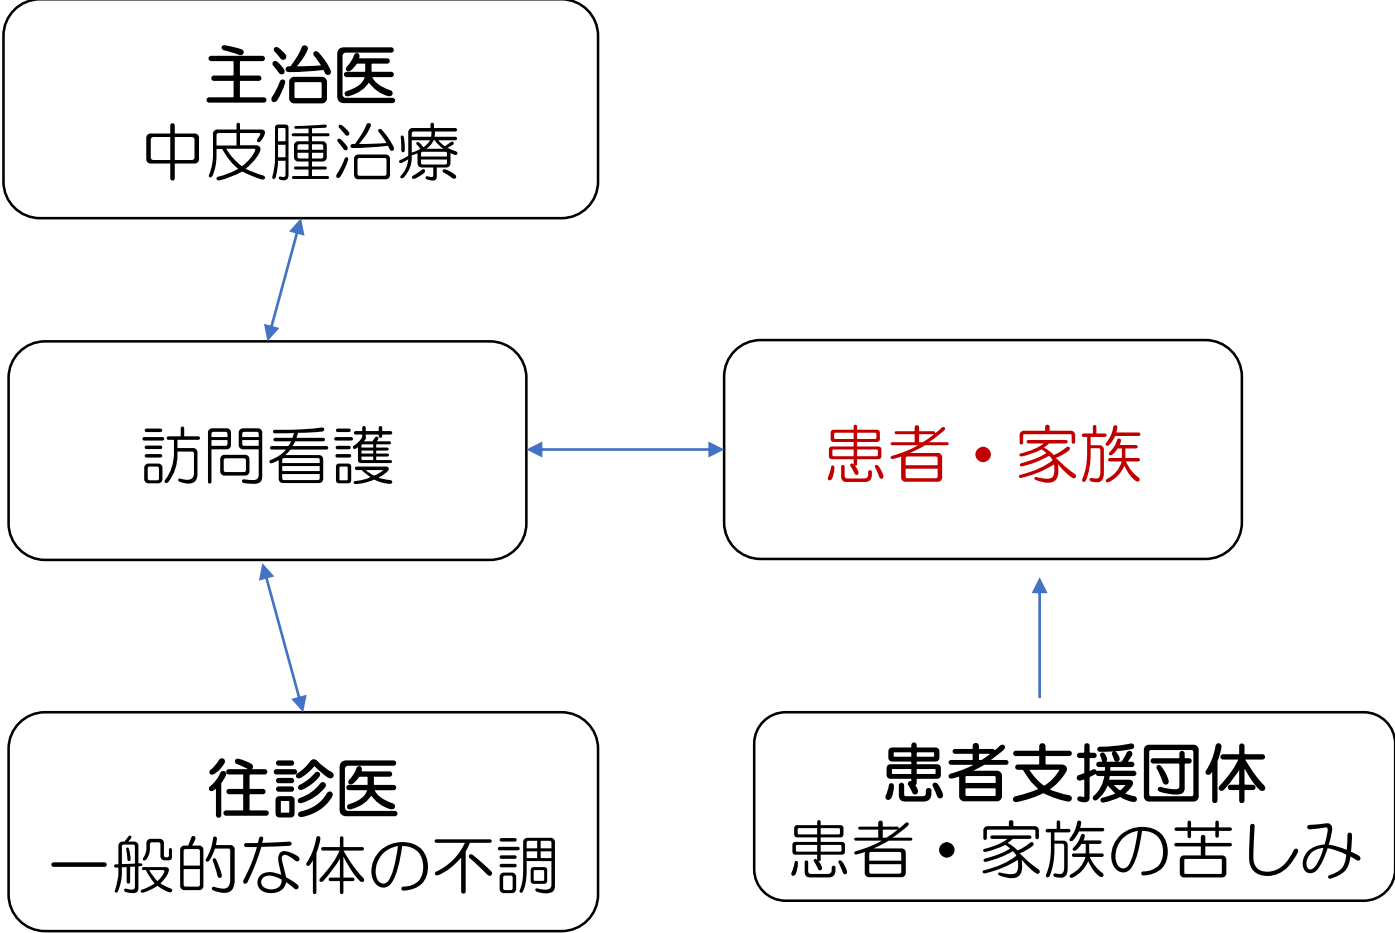 主治医
中皮腫治療
訪問看護
患者・家族
往診医
一般的な体の不調
患者支援団体
患者・家族の苦しみ